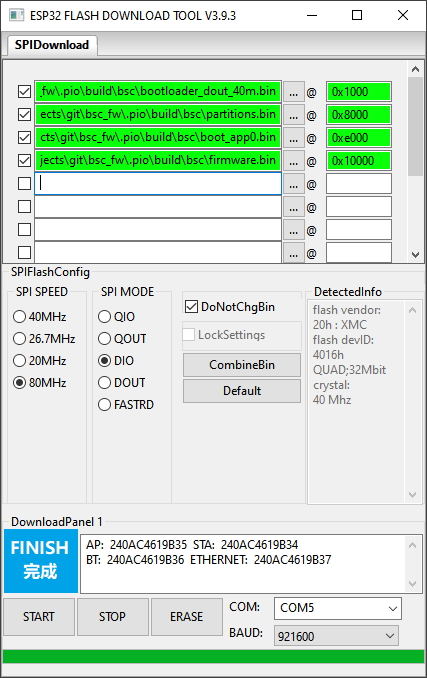 ESP32 FLASH DOWNLOAD TOOL V3.9.3
SPIDownload
_fw\.pio\build\bsc\bootloader_dout_40m.bin ... @ 0x1000
ects\git\bsc_fw\.pio\build\bsc\partitions.bin ... @ 0x8000
cts\git\bsc_fw\.pio\build\bsc\boot_app0.bin ... @ 0xe000
jects\git\bsc_fw\.pio\build\bsc\firmware.bin ... @ 0x10000
... @
... @
... @
SPIFlashConfig
SPI SPEED
40MHz
26.7MHz
20MHz
80MHz
SPI MODE
QIO
QOUT
DIO
DOUT
FASTRD
DoNotChgBin
LockSettings
CombineBin
Default
DetectedInfo
flash vendor:
20h : XMC
flash devID:
4016h
QUAD;32Mbit
crystal:
40 Mhz
DownloadPanel 1
FINISH
完成
AP: 240AC4619B35 STA: 240AC4619B34
BT: 240AC4619B36 ETHERNET: 240AC4619B37
START
STOP
ERASE
COM: COM5
BAUD: 921600